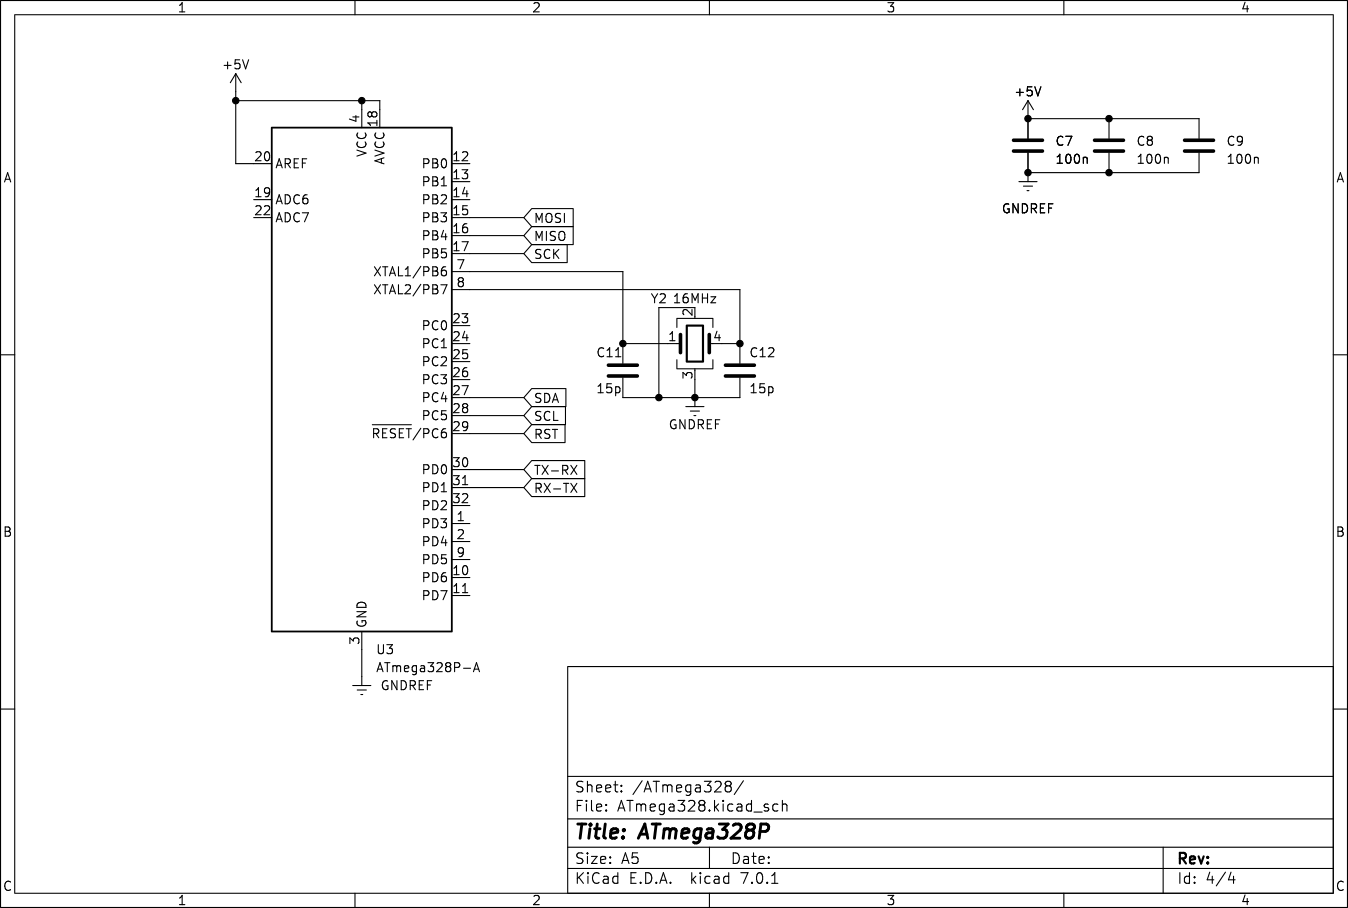 1 2 3 4
A
B
C
A
B
C
+5V
4
VCC
18
AVCC
20 AREF
19 ADC6
22 ADC7
PB0 12
PB1 13
PB2 14
PB3 15 MOSI
PB4 16 MISO
PB5 17 SCK
XTAL1/PB6 7
XTAL2/PB7 8
PC0 23
PC1 24
PC2 25
PC3 26
PC4 27 SDA
PC5 28 SCL
RESET/PC6 29 RST
PD0 30 TX-RX
PD1 31 RX-TX
PD2 32
PD3 1
PD4 2
PD5 9
PD6 10
PD7 11
GND
3
U3
ATmega328P-A
GNDREF
Y2 16MHz
2
1 4
3
C11
15p
C12
15p
GNDREF
+5V
C7
100n
C8
100n
C9
100n
GNDREF
Sheet: /ATmega328/
File: ATmega328.kicad_sch
Title: ATmega328P
Size: A5 Date: Rev:
KiCad E.D.A. kicad 7.0.1 Id: 4/4
1 2 3 4